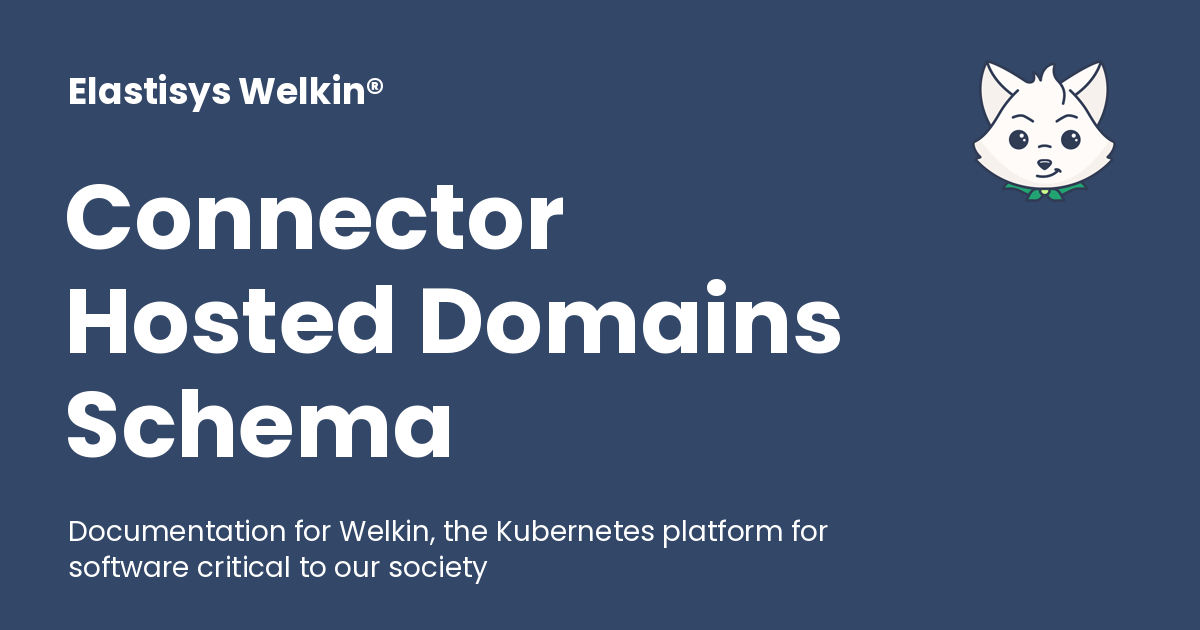 Elastisys Welkin®
Connector
Hosted Domains
Schema
Documentation for Welkin, the Kubernetes platform for
software critical to our society